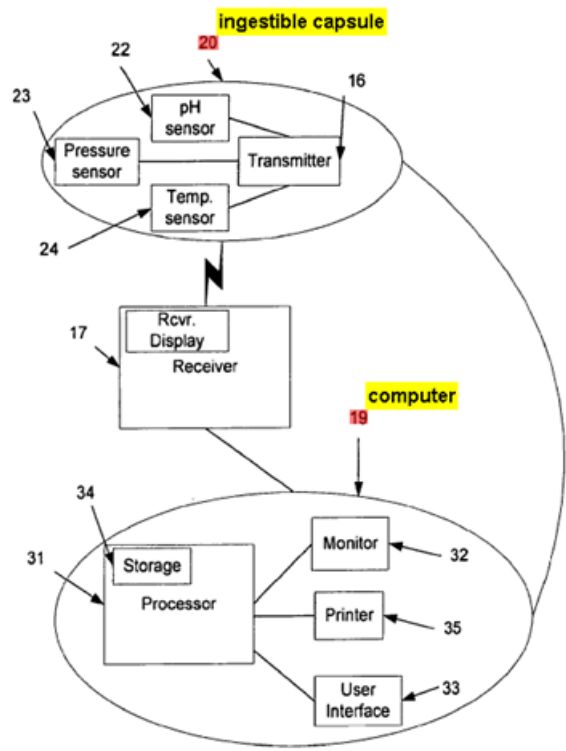 ingestible capsule
20
22
16
23
pH
sensor
Pressure
sensor
Transmitter
Temp.
sensor
24
Rcvr.
Display
17
Receiver
computer
19
34
Storage
31
Processor
Monitor
32
Printer
35
User
Interface
33